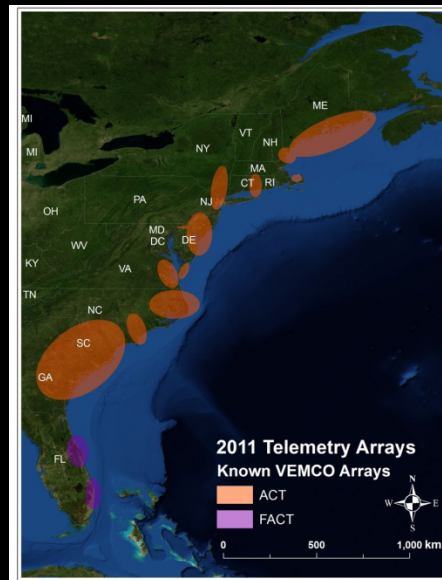 ME
MI
VT
NH
NY
MI
MA
CT RI
PA
NJ
OH
MD
DC DE
WV
VA
KY
TN
NC
SC
GA
FL
2011 Telemetry Arrays
Known VEMCO Arrays
ACT
FACT
N
W E
S
0 500 1,000 km